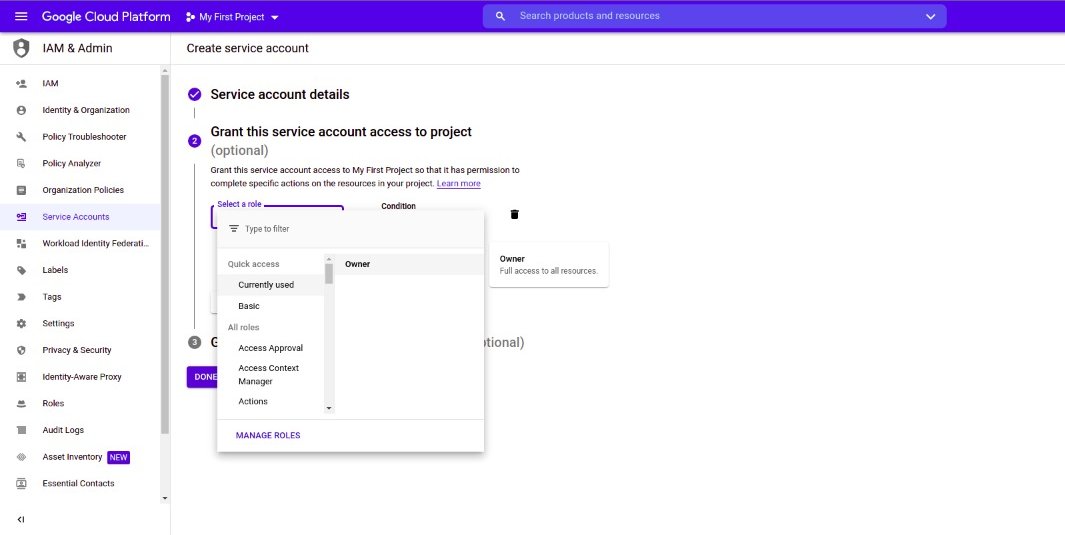 Google Cloud Platform
My First Project
Search products and resources
IAM & Admin
Create service account
IAM
Identity & Organization
Policy Troubleshooter
Policy Analyzer
Organization Policies
Service Accounts
Workload Identity Federati...
Labels
Tags
Settings
Privacy & Security
Identity-Aware Proxy
Roles
Audit Logs
Asset Inventory NEW
Essential Contacts
Service account details
2
Grant this service account access to project
(optional)
Grant this service account access to My First Project so that it has permission to
complete specific actions on the resources in your project. Learn more
Select a role
Condition
Type to filter
Quick access
Currently used
Basic
All roles
Access Approval
Access Context
Manager
Actions
Owner
MANAGE ROLES
Owner
Full access to all resources.
3
DONE